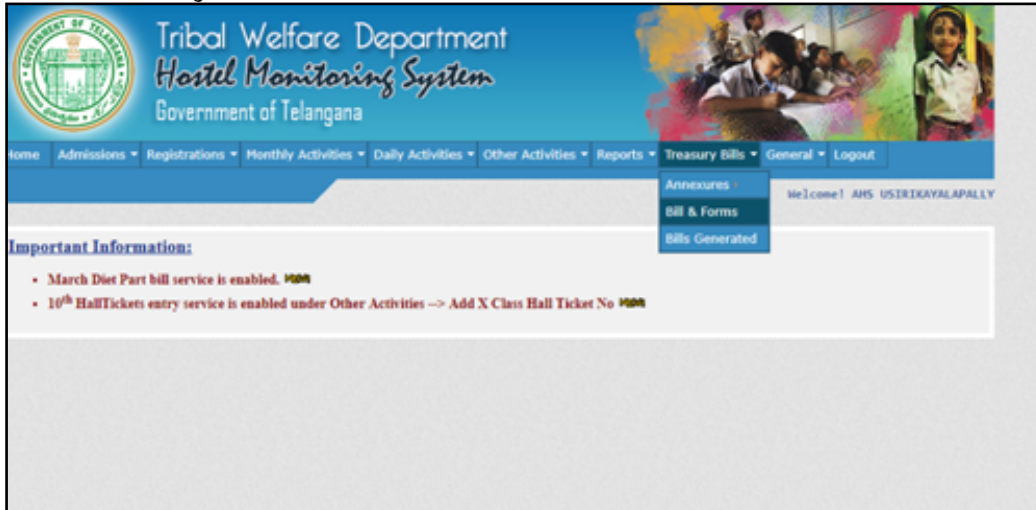 Tribal Welfare Department
Hostel Monitoring System
Government of Telangana
Home Admissions Registrations Monthly Activities Daily Activities Other Activities Reports Treasury Bills General Logout
Annexures
Bill & Forms
Bills Generated
Welcome! AHS USIRIKAYALAPALLY
Important Information:
• March Diet Part bill service is enabled.
• 10th HallTickets entry service is enabled under Other Activities --> Add X Class Hall Ticket No